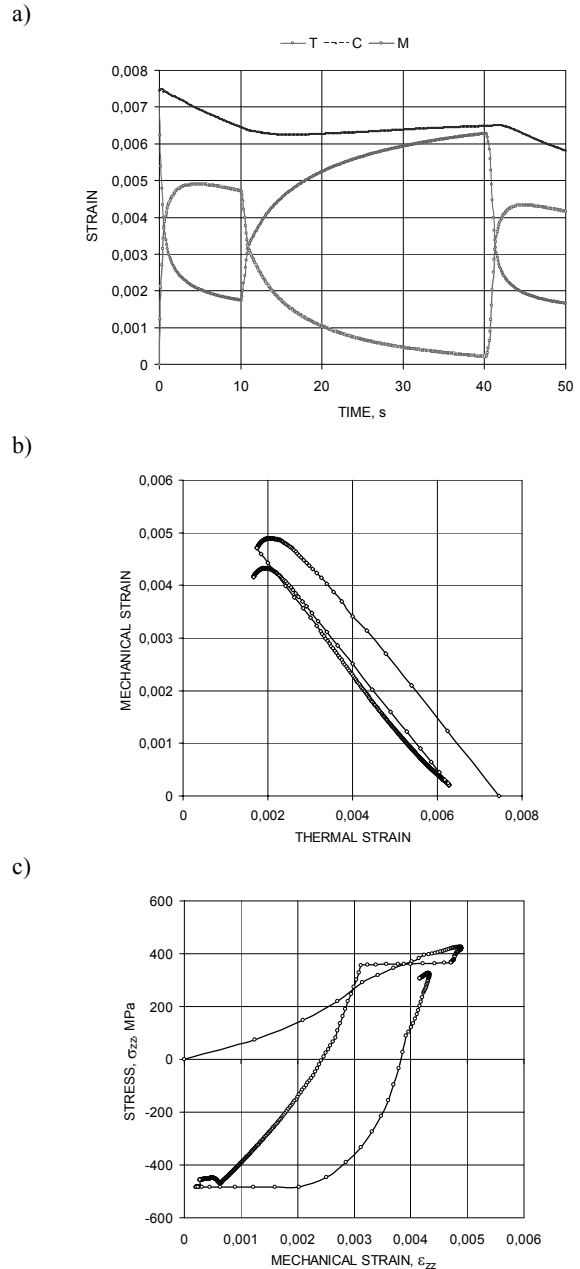 a)
T C M
0,008
0,007
0,006
0,005
0,004
0,003
0,002
0,001
0
STRAIN
0 10 20 30 40 50
TIME, s
b)
0,006
0,005
0,004
0,003
0,002
0,001
0
MECHANICAL STRAIN
0 0,002 0,004 0,006 0,008
THERMAL STRAIN
c)
600
400
200
0
-200
-400
-600
STRESS, σzz, MPa
0 0,001 0,002 0,003 0,004 0,005 0,006
MECHANICAL STRAIN, εzz